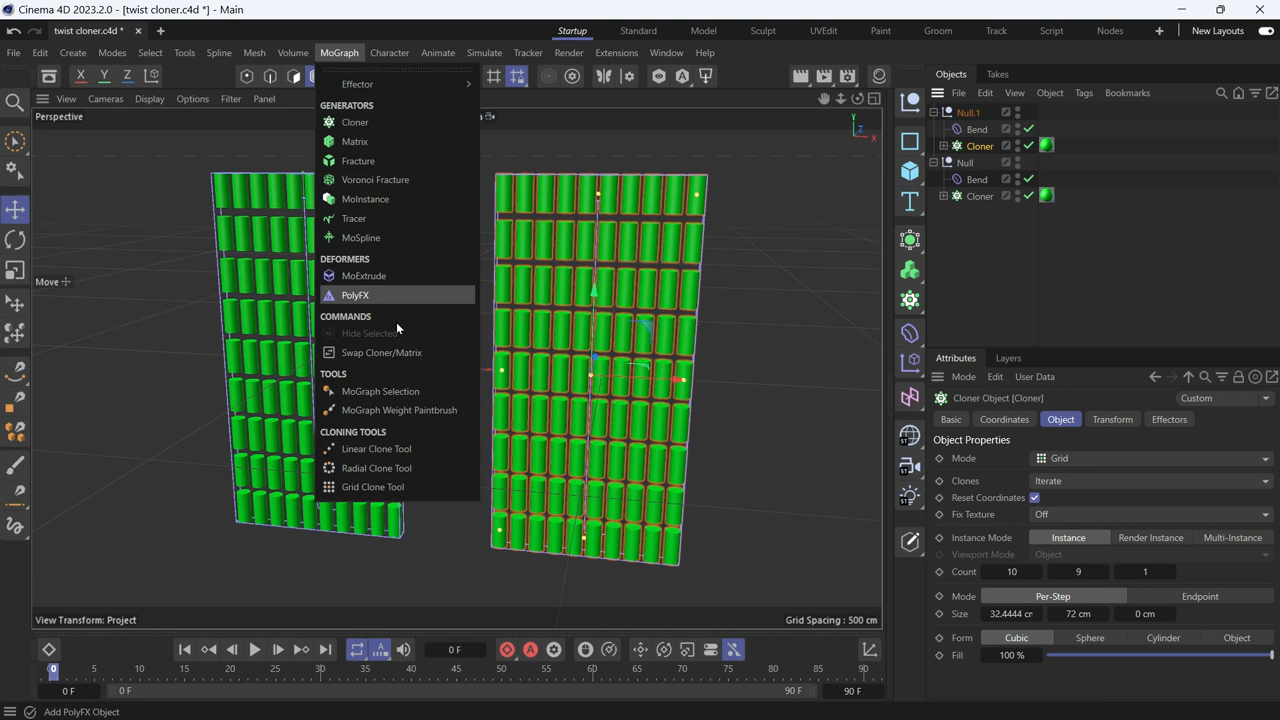 Cinema 4D 2023.2.0 - [twist cloner.c4d *] - Main
twist cloner.c4d *
Startup Standard Model Sculpt UVEdit Paint Groom Track Script Nodes New Layouts
File Edit Create Modes Select Tools Spline Mesh Volume MoGraph Character Animate Simulate Tracker Render Extensions Window Help
X Y Z
View Cameras Display Options Filter Panel
Perspective
Y
Z
X
Move
Effector
GENERATORS
Cloner
Matrix
Fracture
Voronoi Fracture
MoInstance
Tracer
MoSpline
DEFORMERS
MoExtrude
PolyFX
COMMANDS
Hide Selected
Swap Cloner/Matrix
TOOLS
MoGraph Selection
MoGraph Weight Paintbrush
CLONING TOOLS
Linear Clone Tool
Radial Clone Tool
Grid Clone Tool
View Transform: Project
Grid Spacing : 500 cm
Objects Takes
File Edit View Object Tags Bookmarks
Null.1
Bend
Cloner
Null
Bend
Cloner
Attributes Layers
Mode Edit User Data
Cloner Object [Cloner] Custom
Basic Coordinates Object Transform Effectors
Object Properties
Mode Grid
Clones Iterate
Reset Coordinates
Fix Texture Off
Instance Mode Instance Render Instance Multi-Instance
Viewport Mode Object
Count 10 9 1
Mode Per-Step Endpoint
Size 32.4444 cm 72 cm 0 cm
Form Cubic Sphere Cylinder Object
Fill 100 %
0 F
0 5 10 15 20 25 30 35 40 45 50 55 60 65 70 75 80 85 90
0 F 0 F 90 F 90 F
Add PolyFX Object